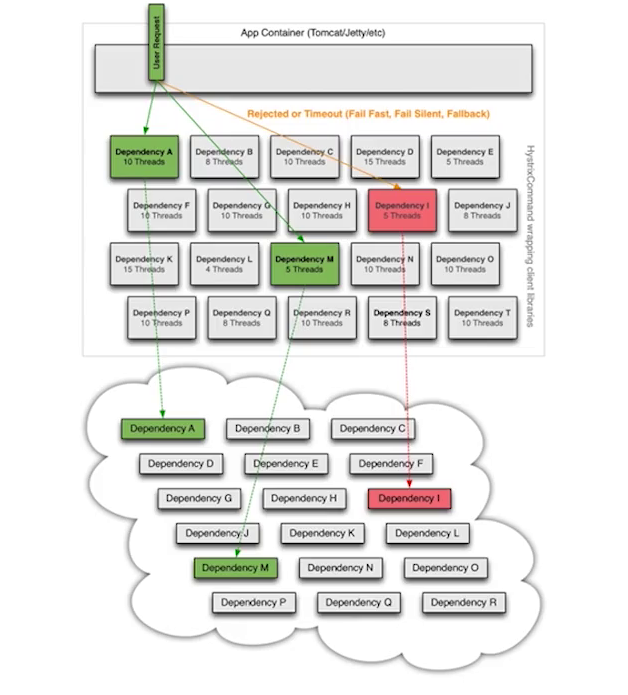 User Request
App Container (Tomcat/Jetty/etc)
Rejected or Timeout (Fail Fast, Fail Silent, Fallback)
Dependency A
10 Threads
Dependency B
8 Threads
Dependency C
10 Threads
Dependency D
15 Threads
Dependency E
5 Threads
Dependency F
10 Threads
Dependency G
10 Threads
Dependency H
10 Threads
Dependency I
5 Threads
Dependency J
8 Threads
Dependency K
15 Threads
Dependency L
4 Threads
Dependency M
5 Threads
Dependency N
10 Threads
Dependency O
10 Threads
Dependency P
10 Threads
Dependency Q
8 Threads
Dependency R
10 Threads
Dependency S
8 Threads
Dependency T
10 Threads
HystrixCommand wrapping client libraries
Dependency A
Dependency B
Dependency C
Dependency D
Dependency E
Dependency F
Dependency G
Dependency H
Dependency I
Dependency J
Dependency K
Dependency L
Dependency M
Dependency N
Dependency O
Dependency P
Dependency Q
Dependency R